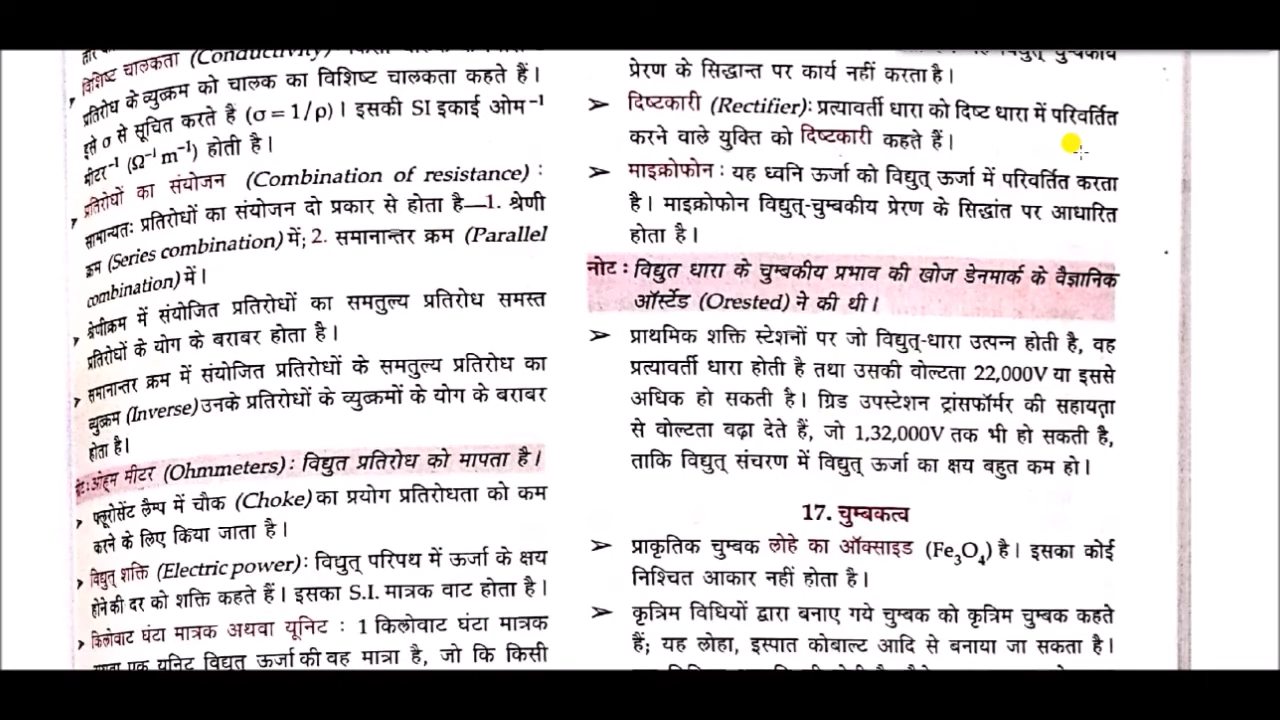 विशिष्ट चालकता (Conductivity)
प्रतिरोध के व्युत्क्रम को चालक का विशिष्ट चालकता कहते हैं।
इसे σ से सूचित करते हैं (σ = 1/ρ)। इसकी SI इकाई ओम⁻¹
मीटर⁻¹ (Ω⁻¹ m⁻¹) होती है।
प्रतिरोधों का संयोजन (Combination of resistance) :
सामान्यतः प्रतिरोधों का संयोजन दो प्रकार से होता है—1. श्रेणी
क्रम (Series combination) में; 2. समानान्तर क्रम (Parallel
combination) में।
➤ श्रेणीक्रम में संयोजित प्रतिरोधों का समतुल्य प्रतिरोध समस्त
प्रतिरोधों के योग के बराबर होता है।
➤ समानान्तर क्रम में संयोजित प्रतिरोधों के समतुल्य प्रतिरोध का
व्युत्क्रम (Inverse) उनके प्रतिरोधों के व्युत्क्रमों के योग के बराबर
होता है।
नोट: ओह्म मीटर (Ohmmeters) : विद्युत प्रतिरोध को मापता है।
➤ फ्लूरोसेंट लैम्प में चौक (Choke) का प्रयोग प्रतिरोधता को कम
करने के लिए किया जाता है।
➤ विद्युत् शक्ति (Electric power) : विद्युत् परिपथ में ऊर्जा के क्षय
होने की दर को शक्ति कहते हैं। इसका S.I. मात्रक वाट होता है।
➤ किलोवाट घंटा मात्रक अथवा यूनिट : 1 किलोवाट घंटा मात्रक
एक यूनिट विद्युत ऊर्जा की वह मात्रा है, जो कि किसी
विद्युत् चुम्बकीय
प्रेरण के सिद्धान्त पर कार्य नहीं करता है।
➤ दिष्टकारी (Rectifier) : प्रत्यावर्ती धारा को दिष्ट धारा में परिवर्तित
करने वाले युक्ति को दिष्टकारी कहते हैं।
➤ माइक्रोफोन : यह ध्वनि ऊर्जा को विद्युत् ऊर्जा में परिवर्तित करता
है। माइक्रोफोन विद्युत्-चुम्बकीय प्रेरण के सिद्धांत पर आधारित
होता है।
नोट : विद्युत धारा के चुम्बकीय प्रभाव की खोज डेनमार्क के वैज्ञानिक
ऑर्स्टेड (Orested) ने की थी।
➤ प्राथमिक शक्ति स्टेशनों पर जो विद्युत्-धारा उत्पन्न होती है, वह
प्रत्यावर्ती धारा होती है तथा उसकी वोल्टता 22,000V या इससे
अधिक हो सकती है। ग्रिड उपस्टेशन ट्रांसफॉर्मर की सहायता
से वोल्टता बढ़ा देते हैं, जो 1,32,000V तक भी हो सकती है,
ताकि विद्युत् संचरण में विद्युत् ऊर्जा का क्षय बहुत कम हो।
17. चुम्बकत्व
➤ प्राकृतिक चुम्बक लोहे का ऑक्साइड (Fe₃O₄) है। इसका कोई
निश्चित आकार नहीं होता है।
➤ कृत्रिम विधियों द्वारा बनाए गये चुम्बक को कृत्रिम चुम्बक कहते
हैं; यह लोहा, इस्पात कोबाल्ट आदि से बनाया जा सकता है।